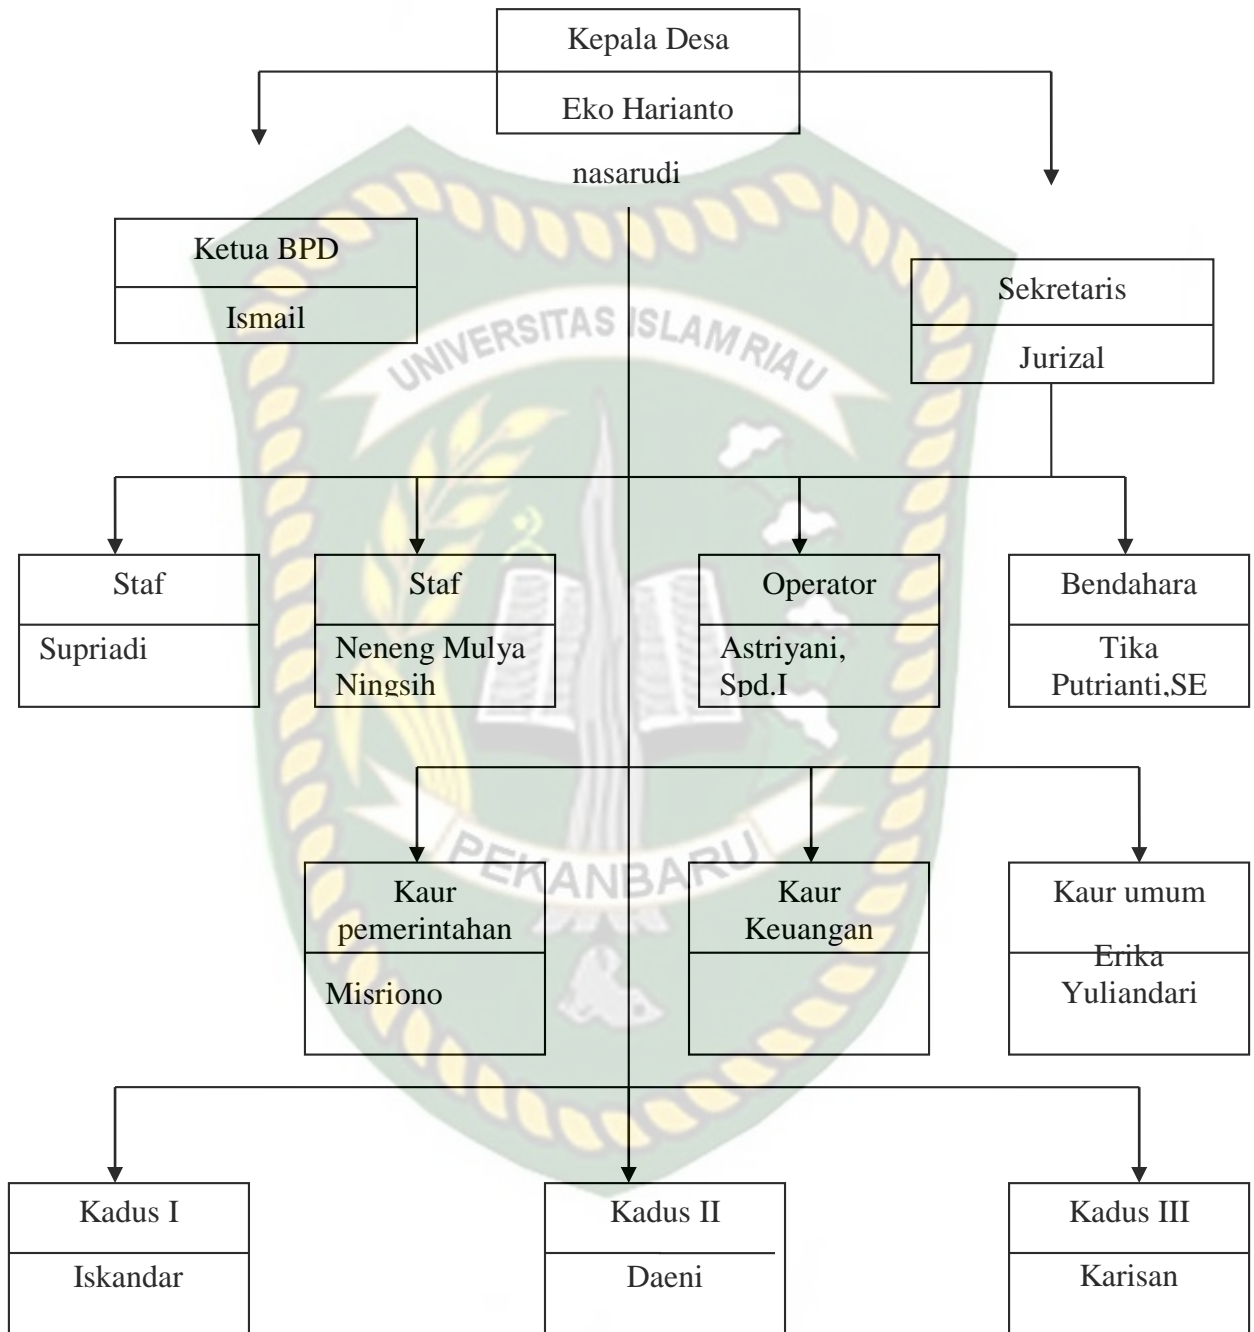 Kepala Desa
Eko Harianto
nasarudi
Ketua BPD
Ismail
Sekretaris
Jurizal
UNIVERSITAS ISLAM RIAU
Staf
Supriadi
Staf
Neneng Mulya
Ningsih
Operator
Astriyani,
Spd.I
Bendahara
Tika
Putrianti,SE
PEKANBARU
Kaur
pemerintahan
Misriono
Kaur
Keuangan
Kaur umum
Erika
Yuliandari
Kadus I
Iskandar
Kadus II
Daeni
Kadus III
Karisan